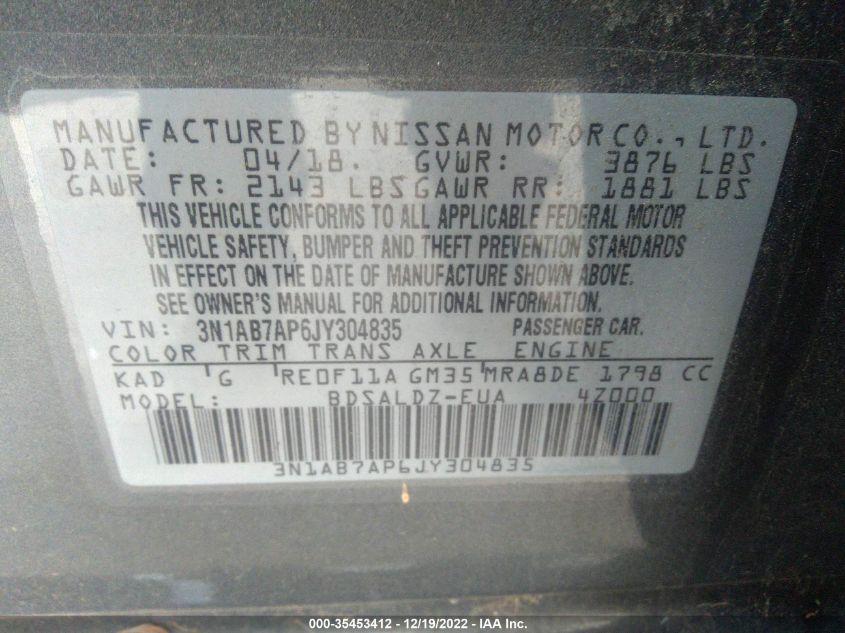 MANUFACTURED BY NISSAN MOTOR CO., LTD.
DATE: 04/18. GVWR: 3876 LBS
GAWR FR: 2143 LBS GAWR RR: 1881 LBS
THIS VEHICLE CONFORMS TO ALL APPLICABLE FEDERAL MOTOR
VEHICLE SAFETY, BUMPER AND THEFT PREVENTION STANDARDS
IN EFFECT ON THE DATE OF MANUFACTURE SHOWN ABOVE.
SEE OWNER'S MANUAL FOR ADDITIONAL INFORMATION.
VIN: 3N1AB7AP6JY304835 PASSENGER CAR.
COLOR TRIM TRANS AXLE ENGINE
KAD G RE0F11A GM35 MRA8DE 1798 CC
MODEL: BDSALDZ-EUA 4Z000
3N1AB7AP6JY304835
000-35453412 - 12/19/2022 - IAA Inc.